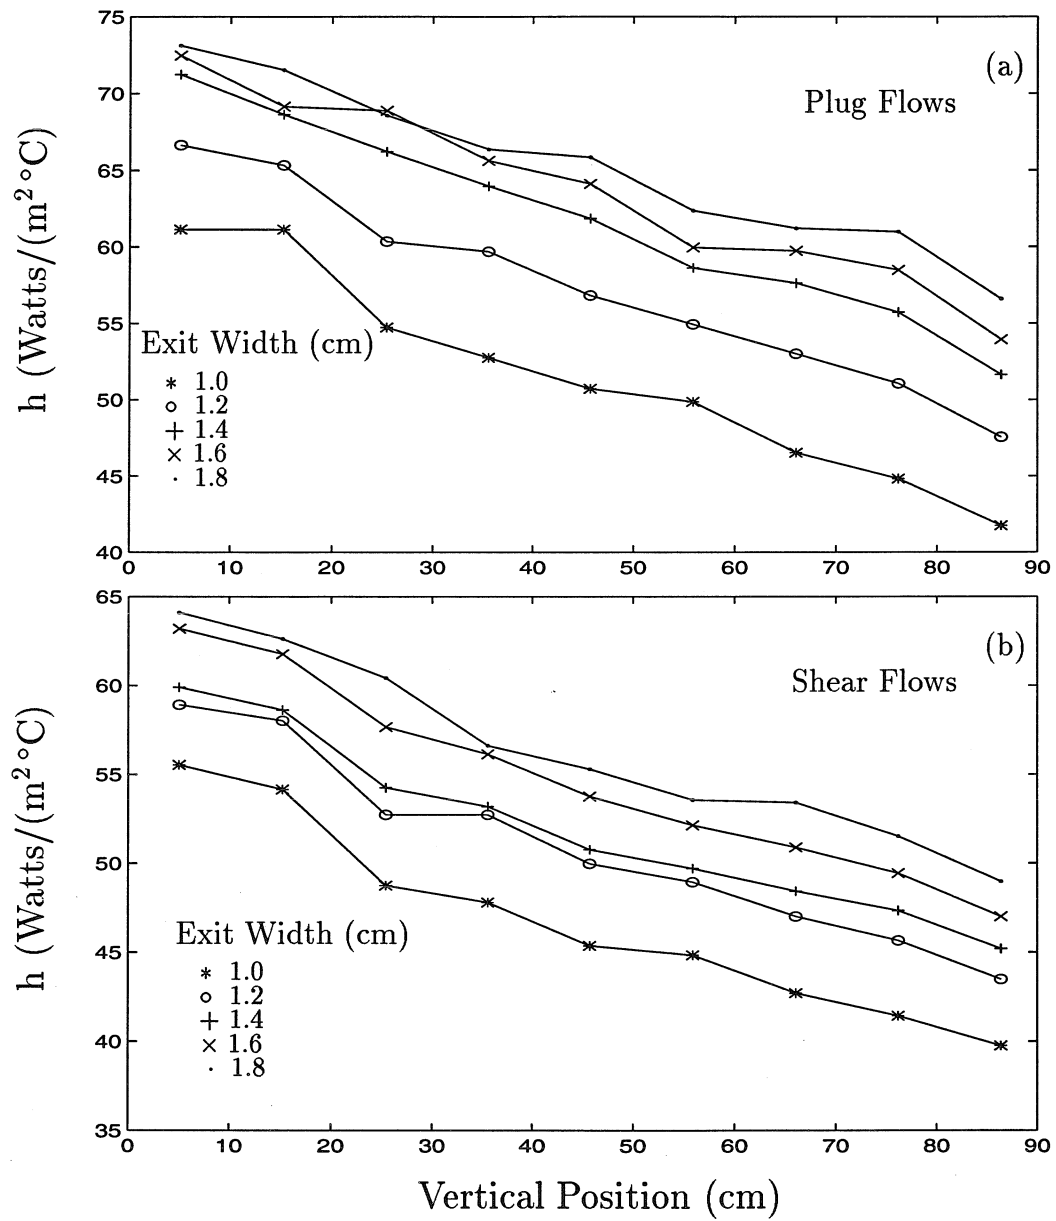 75
70
65
60
55
50
45
40
0 10 20 30 40 50 60 70 80 90
h (Watts/(m² °C)
(a)
Plug Flows
Exit Width (cm)
* 1.0
o 1.2
+ 1.4
× 1.6
· 1.8
65
60
55
50
45
40
35
0 10 20 30 40 50 60 70 80 90
h (Watts/(m² °C)
(b)
Shear Flows
Exit Width (cm)
* 1.0
o 1.2
+ 1.4
× 1.6
· 1.8
Vertical Position (cm)